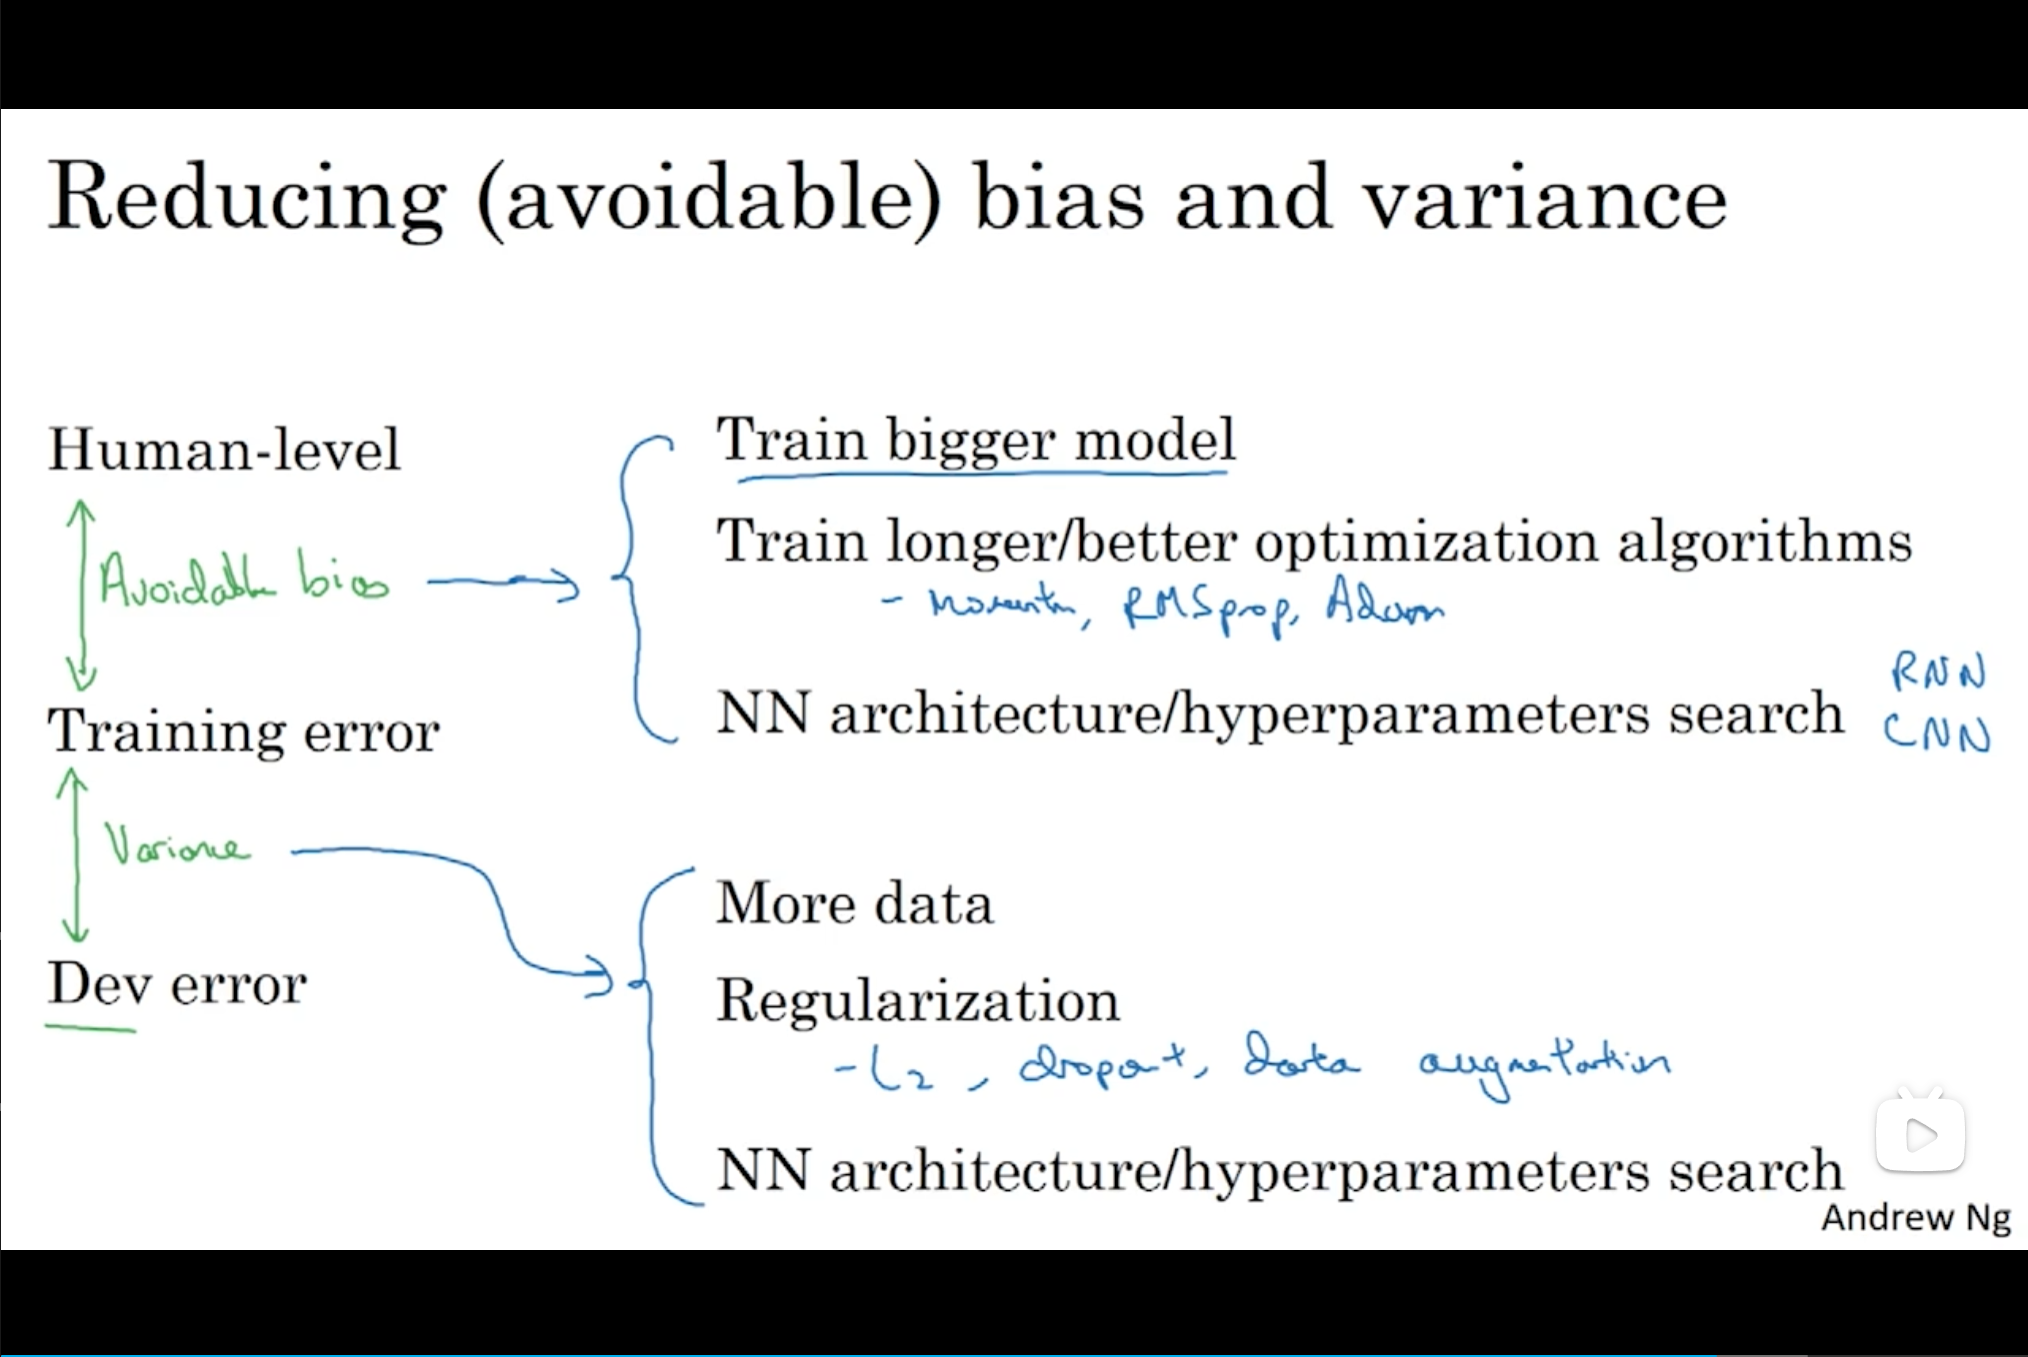 Reducing (avoidable) bias and variance
Human-level
Avoidable bias
Training error
Variance
Dev error
Train bigger model
Train longer/better optimization algorithms
- Momentum, RMSprop, Adam
NN architecture/hyperparameters search
RNN
CNN
More data
Regularization
- L2, dropout, data augmentation
NN architecture/hyperparameters search
Andrew Ng